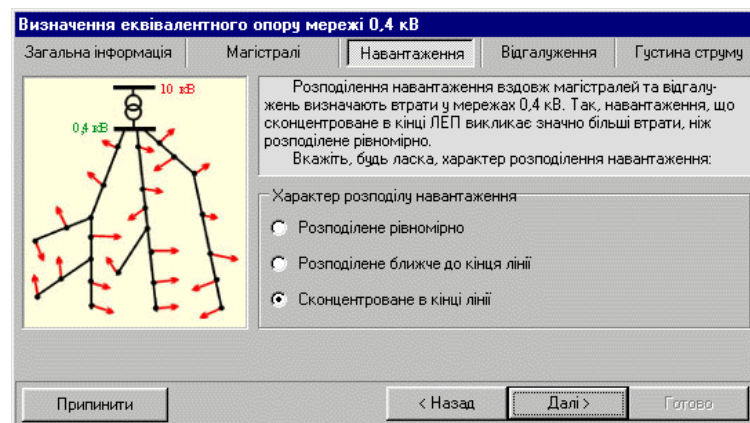 Визначення еквівалентного опору мережі 0,4 кВ
Загальна інформація
Магістралі
Навантаження
Відгалуження
Густина струму
10 кВ
0,4 кВ
Розподілення навантаження вздовж магістралей та відгалу-
жень визначають втрати у мережах 0,4 кВ. Так, навантаження, що
сконцентроване в кінці ЛЕП викликає значно більші втрати, ніж
розподілене рівномірно.
Вкажіть, будь ласка, характер розподілення навантаження:
Характер розподілу навантаження
Розподілене рівномірно
Розподілене ближче до кінця лінії
Сконцентроване в кінці лінії
Припинити
< Назад
Далі >
Готово